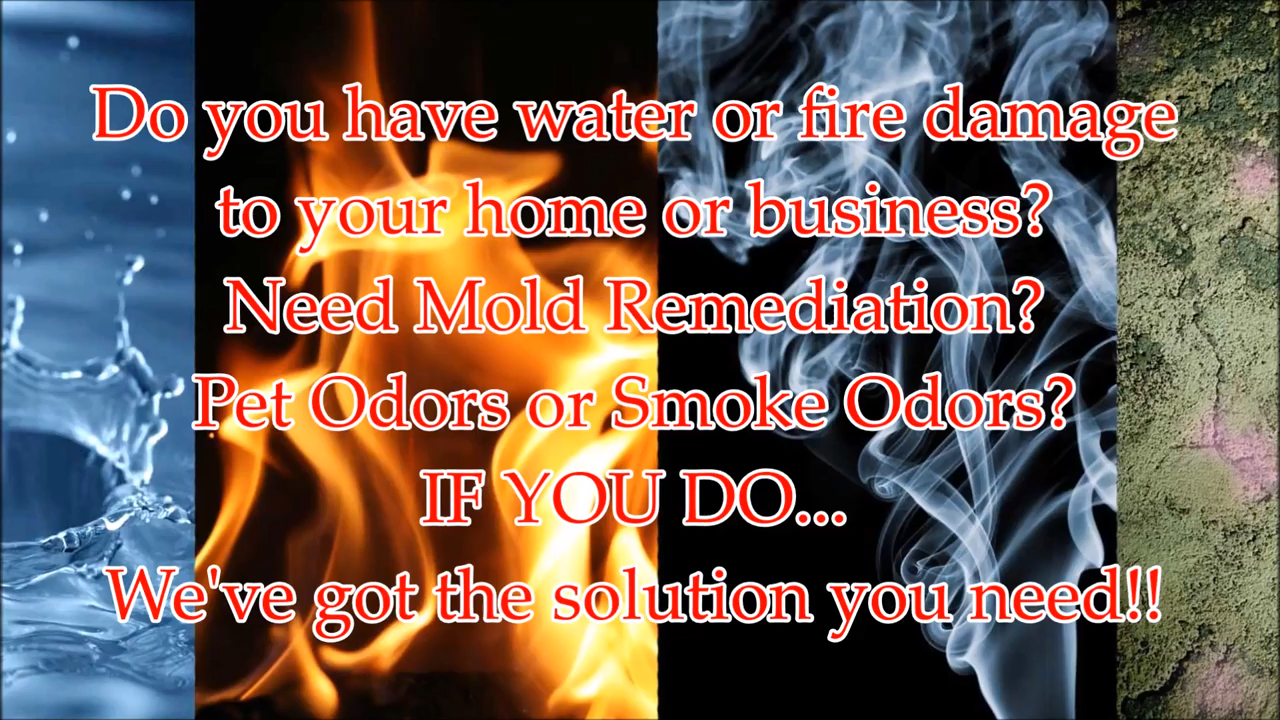 Do you have water or fire damage
to your home or business?
Need Mold Remediation?
Pet Odors or Smoke Odors?
IF YOU DO...
We've got the solution you need!!